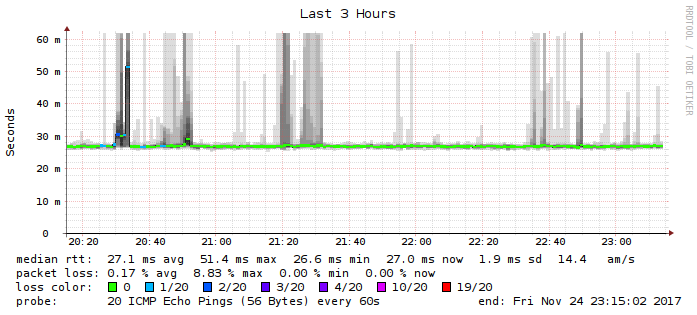 Last 3 Hours
RRDTOOL / TOBI OETIKER
Seconds
60 m
50 m
40 m
30 m
20 m
10 m
0
20:20 20:40 21:00 21:20 21:40 22:00 22:20 22:40 23:00
median rtt: 27.1 ms avg 51.4 ms max 26.6 ms min 27.0 ms now 1.9 ms sd 14.4 am/s
packet loss: 0.17 % avg 8.83 % max 0.00 % min 0.00 % now
loss color: 0 1/20 2/20 3/20 4/20 10/20 19/20
probe: 20 ICMP Echo Pings (56 Bytes) every 60s end: Fri Nov 24 23:15:02 2017